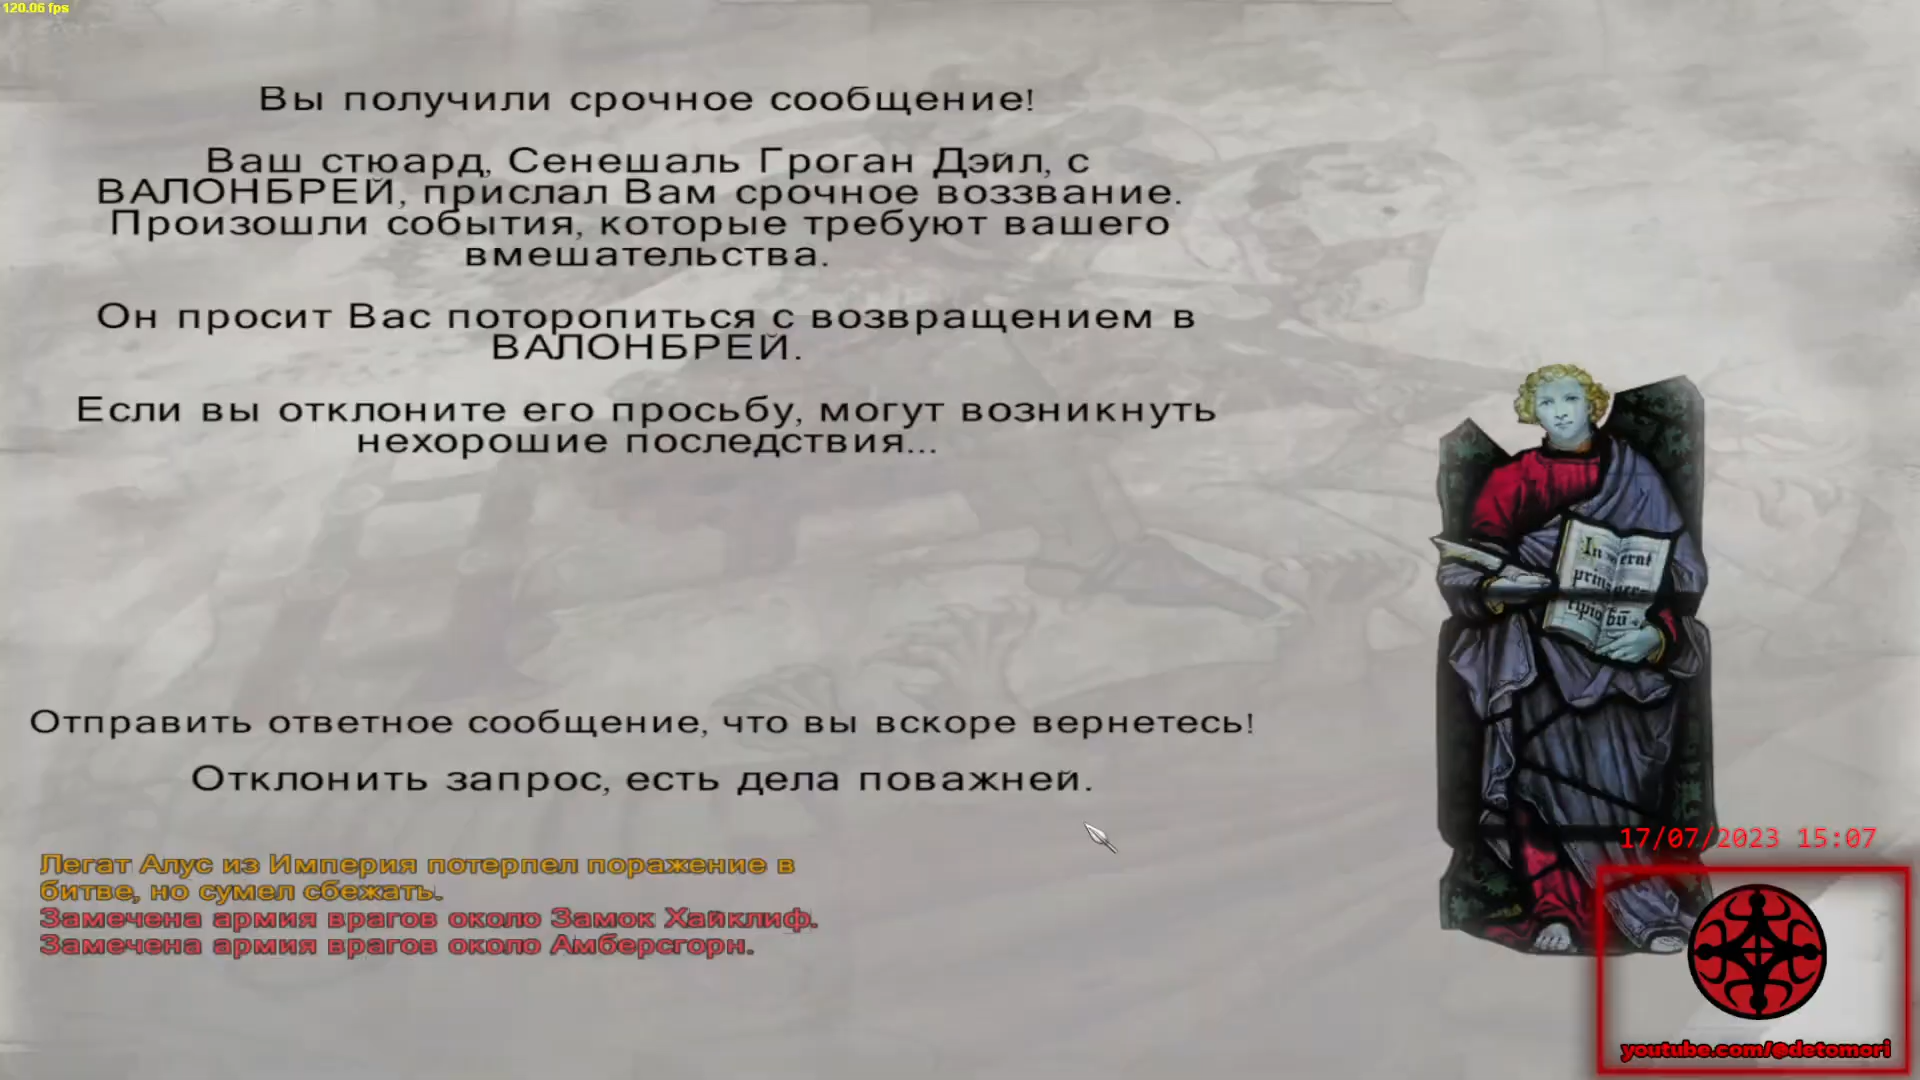 120.06 fps
Вы получили срочное сообщение!
Ваш стюард, Сенешаль Гроган Дэйл, с
ВАЛОНБРЕЙ, прислал Вам срочное воззвание.
Произошли события, которые требуют вашего
вмешательства.
Он просит Вас поторопиться с возвращением в
ВАЛОНБРЕЙ.
Если вы отклоните его просьбу, могут возникнуть
нехорошие последствия...
Отправить ответное сообщение, что вы вскоре вернетесь!
Отклонить запрос, есть дела поважней.
Легат Алус из Империя потерпел поражение в
битве, но сумел сбежать.
Замечена армия врагов около Замок Хайклиф.
Замечена армия врагов около Амберсгорн.
17/07/2023 15:07
youtube.com/@detomori